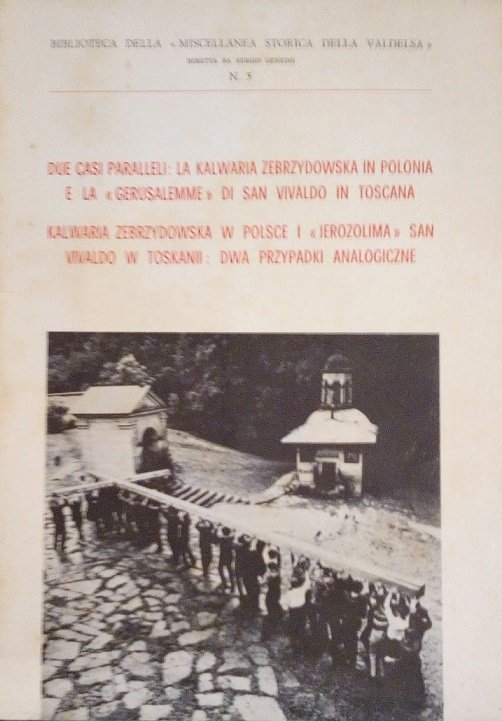 BIBLIOTECA DELLA «MISCELLANEA STORICA DELLA VALDELSA»
DIRETTA DA SERGIO GENSINI
N. 5
DUE CASI PARALLELI: LA KALWARIA ZEBRZYDOWSKA IN POLONIA
E LA «GERUSALEMME» DI SAN VIVALDO IN TOSCANA
KALWARIA ZEBRZYDOWSKA W POLSCE I «IEROZOLIMA» SAN
VIVALDO W TOSKANII: DWA PRZYPADKI ANALOGICZNE